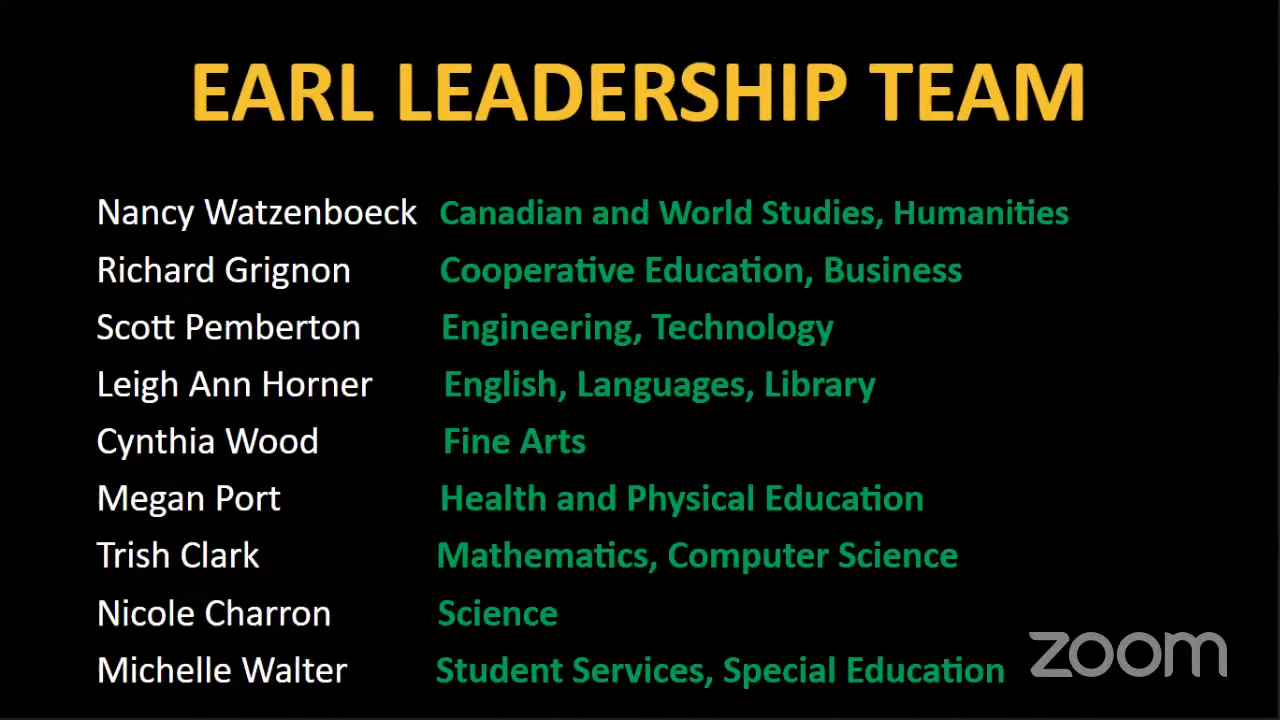 EARL LEADERSHIP TEAM
Nancy Watzenboeck Canadian and World Studies, Humanities
Richard Grignon Cooperative Education, Business
Scott Pemberton Engineering, Technology
Leigh Ann Horner English, Languages, Library
Cynthia Wood Fine Arts
Megan Port Health and Physical Education
Trish Clark Mathematics, Computer Science
Nicole Charron Science
Michelle Walter Student Services, Special Education
zoom